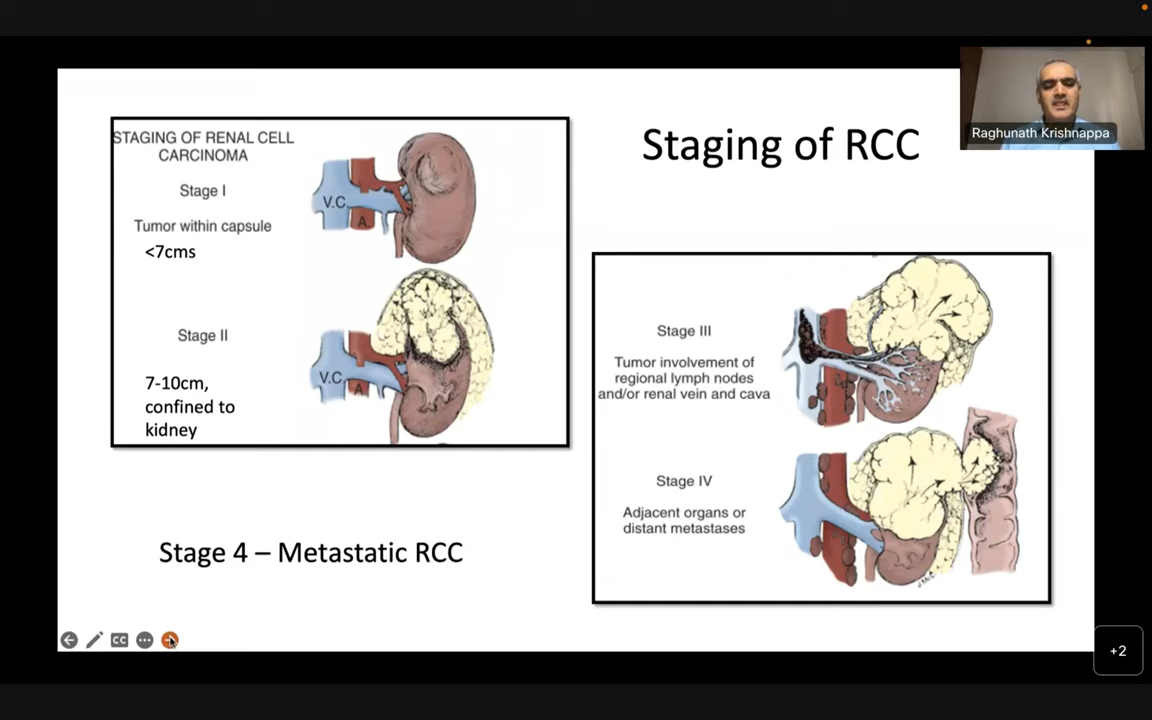 STAGING OF RENAL CELL
CARCINOMA
Stage I
Tumor within capsule
<7cms
V.C.
A.
Stage II
7-10cm,
confined to
kidney
V.C.
A
Staging of RCC
Raghunath Krishnappa
Stage III
Tumor involvement of
regional lymph nodes
and/or renal vein and cava
Stage IV
Adjacent organs or
distant metastases
Stage 4 – Metastatic RCC
CC
+2